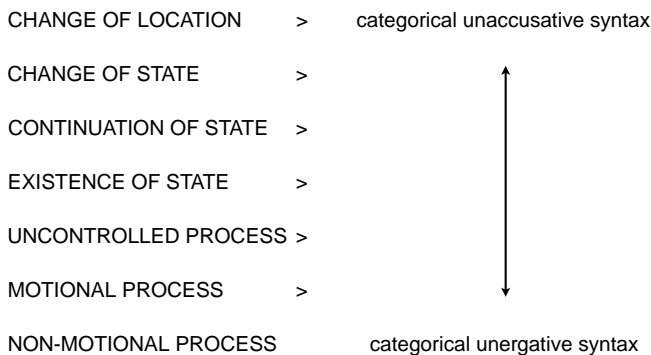 CHANGE OF LOCATION > categorical unaccusative syntax
CHANGE OF STATE >
CONTINUATION OF STATE >
EXISTENCE OF STATE >
UNCONTROLLED PROCESS >
MOTIONAL PROCESS >
NON-MOTIONAL PROCESS categorical unergative syntax